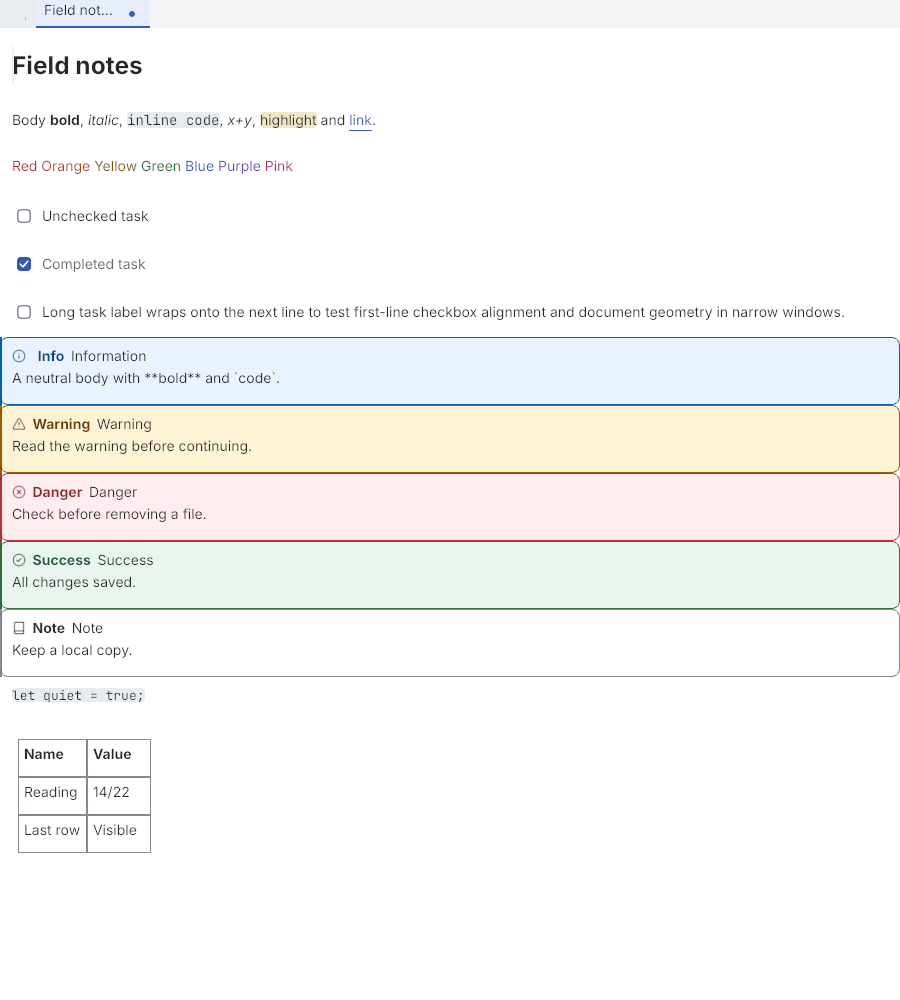 Field not...
Field notes
Body bold, italic, inline code, x+y, highlight and link.
Red Orange Yellow Green Blue Purple Pink
Unchecked task
Completed task
Long task label wraps onto the next line to test first-line checkbox alignment and document geometry in narrow windows.
Info Information
A neutral body with **bold** and `code`.
Warning Warning
Read the warning before continuing.
Danger Danger
Check before removing a file.
Success Success
All changes saved.
Note Note
Keep a local copy.
let quiet = true;
Name Value
Reading 14/22
Last row Visible